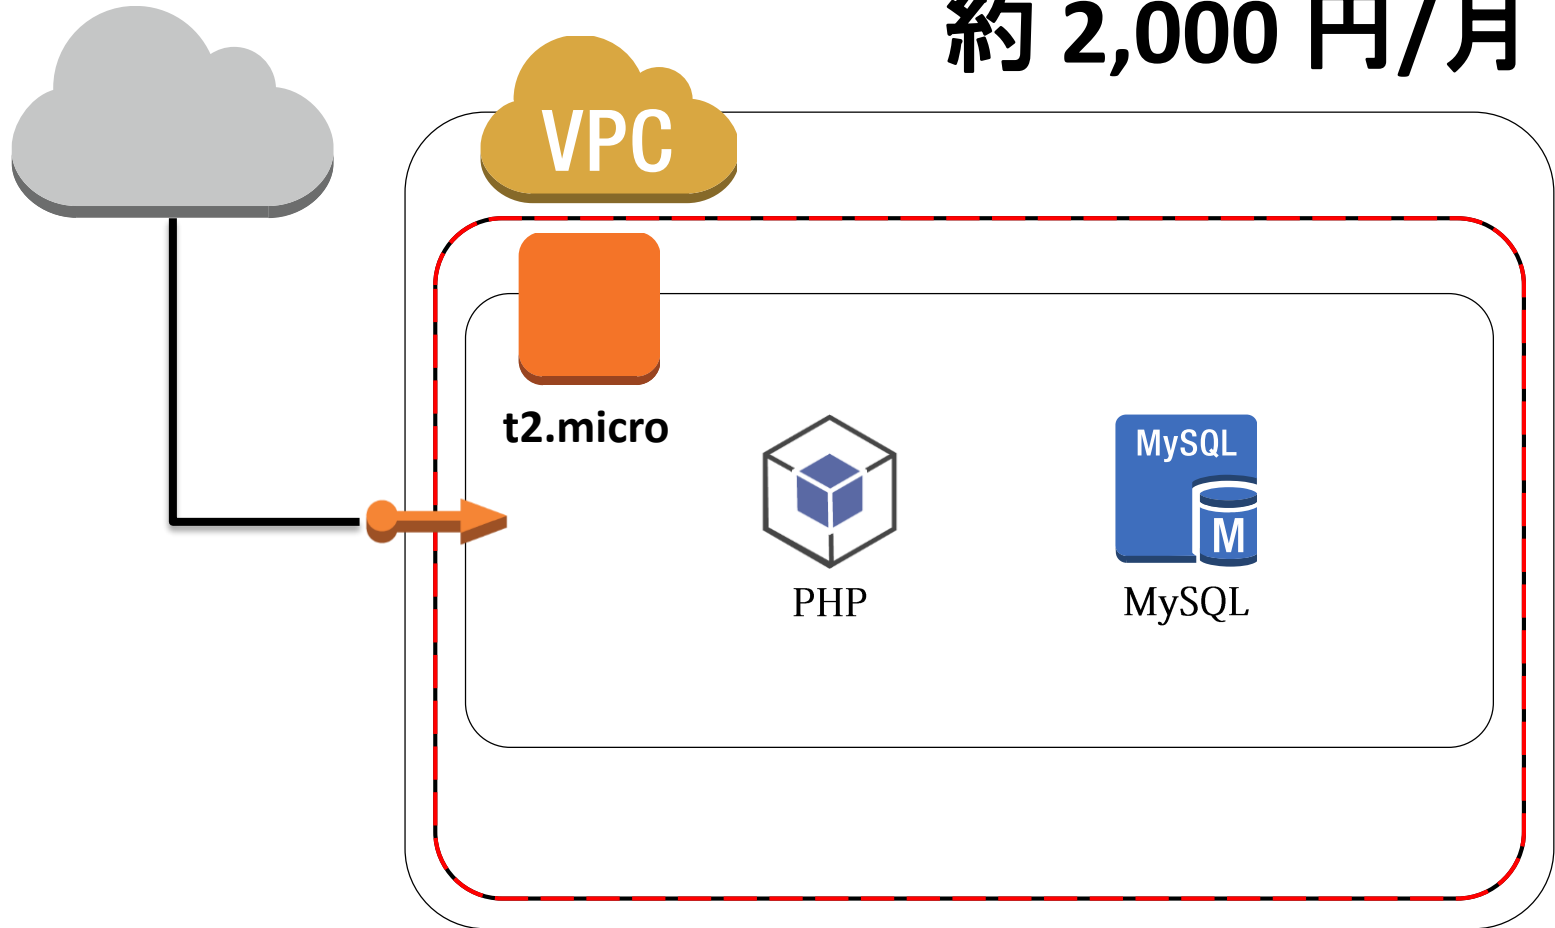 約 2,000 円/月
VPC
t2.micro
MySQL
M
PHP
MySQL